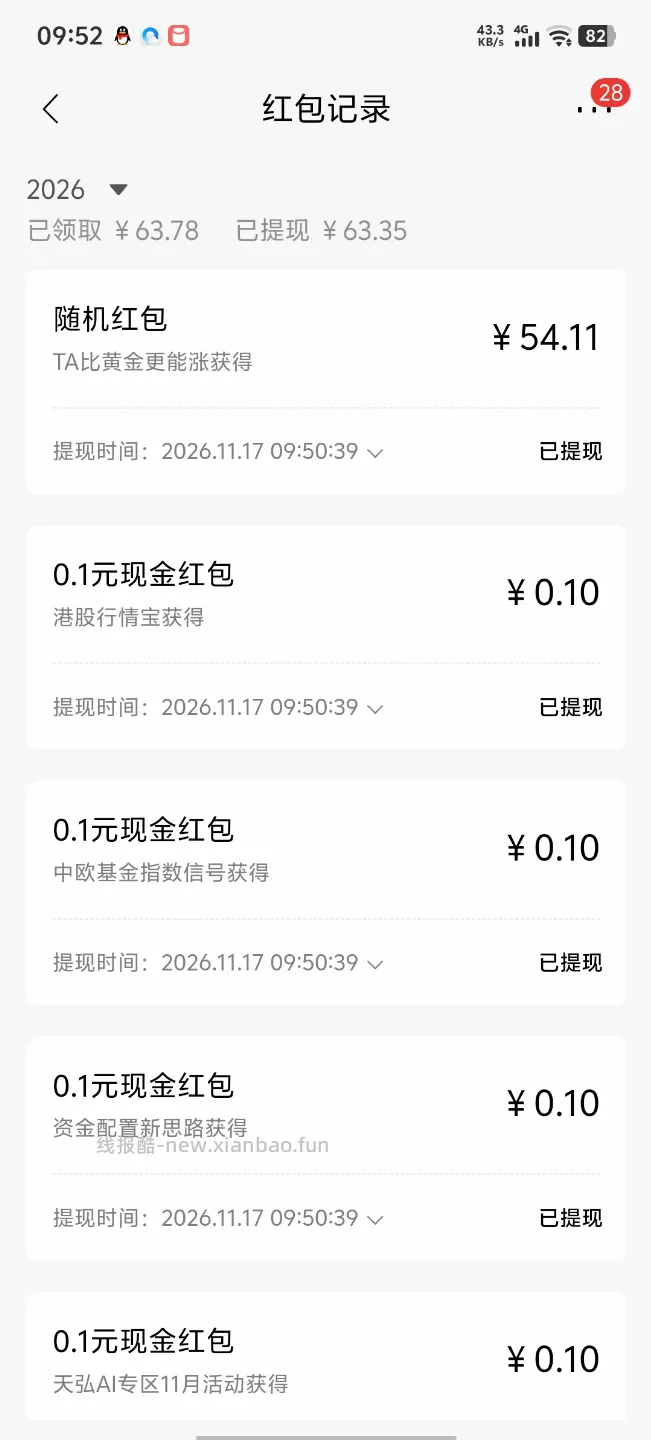 09:52
43.3 KB/s 4G 82
红包记录
28
2026
已领取 ¥63.78 已提现 ¥63.35
随机红包
¥54.11
TA比黄金更能涨获得
提现时间：2026.11.17 09:50:39 已提现
0.1元现金红包
¥0.10
港股行情宝获得
提现时间：2026.11.17 09:50:39 已提现
0.1元现金红包
¥0.10
中欧基金指数信号获得
提现时间：2026.11.17 09:50:39 已提现
0.1元现金红包
¥0.10
资金配置新思路获得
线报酷-new.xianbao.fun
提现时间：2026.11.17 09:50:39 已提现
0.1元现金红包
¥0.10
天弘AI专区11月活动获得